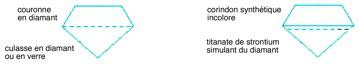 couronne
en diamant
culasse en diamant
ou en verre
corindon synthétique
incolore
titanate de strontium
simulant du diamant